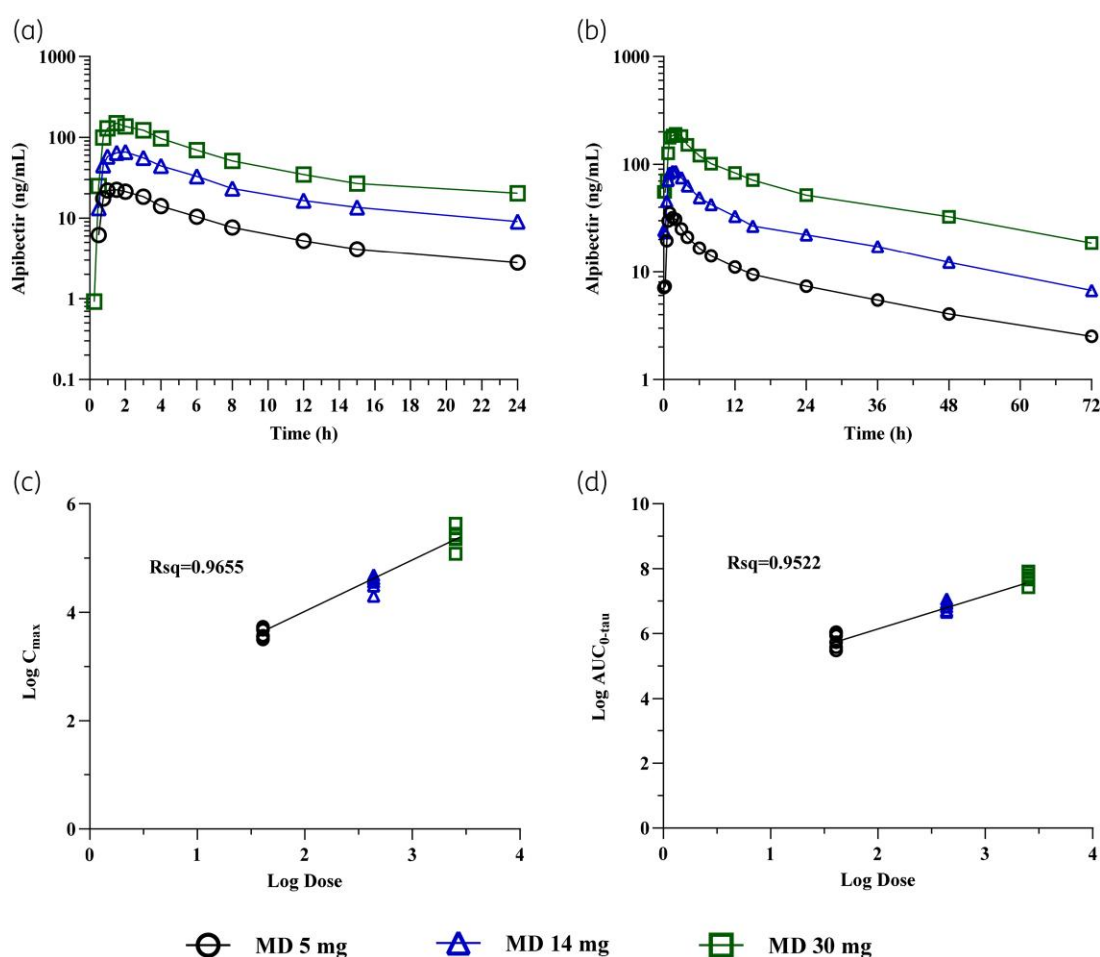 (a)
1000
100
10
1
0.1
Alpibectir (ng/mL)
0 2 4 6 8 10 12 14 16 18 20 22 24
Time (h)
(b)
1000
100
10
1
Alpibectir (ng/mL)
0 12 24 36 48 60 72
Time (h)
(c)
6
4
2
0
Log Cmax
Rsq=0.9655
0 1 2 3 4
Log Dose
(d)
10
8
6
4
2
0
Log AUC0-tau
Rsq=0.9522
0 1 2 3 4
Log Dose
MD 5 mg MD 14 mg MD 30 mg